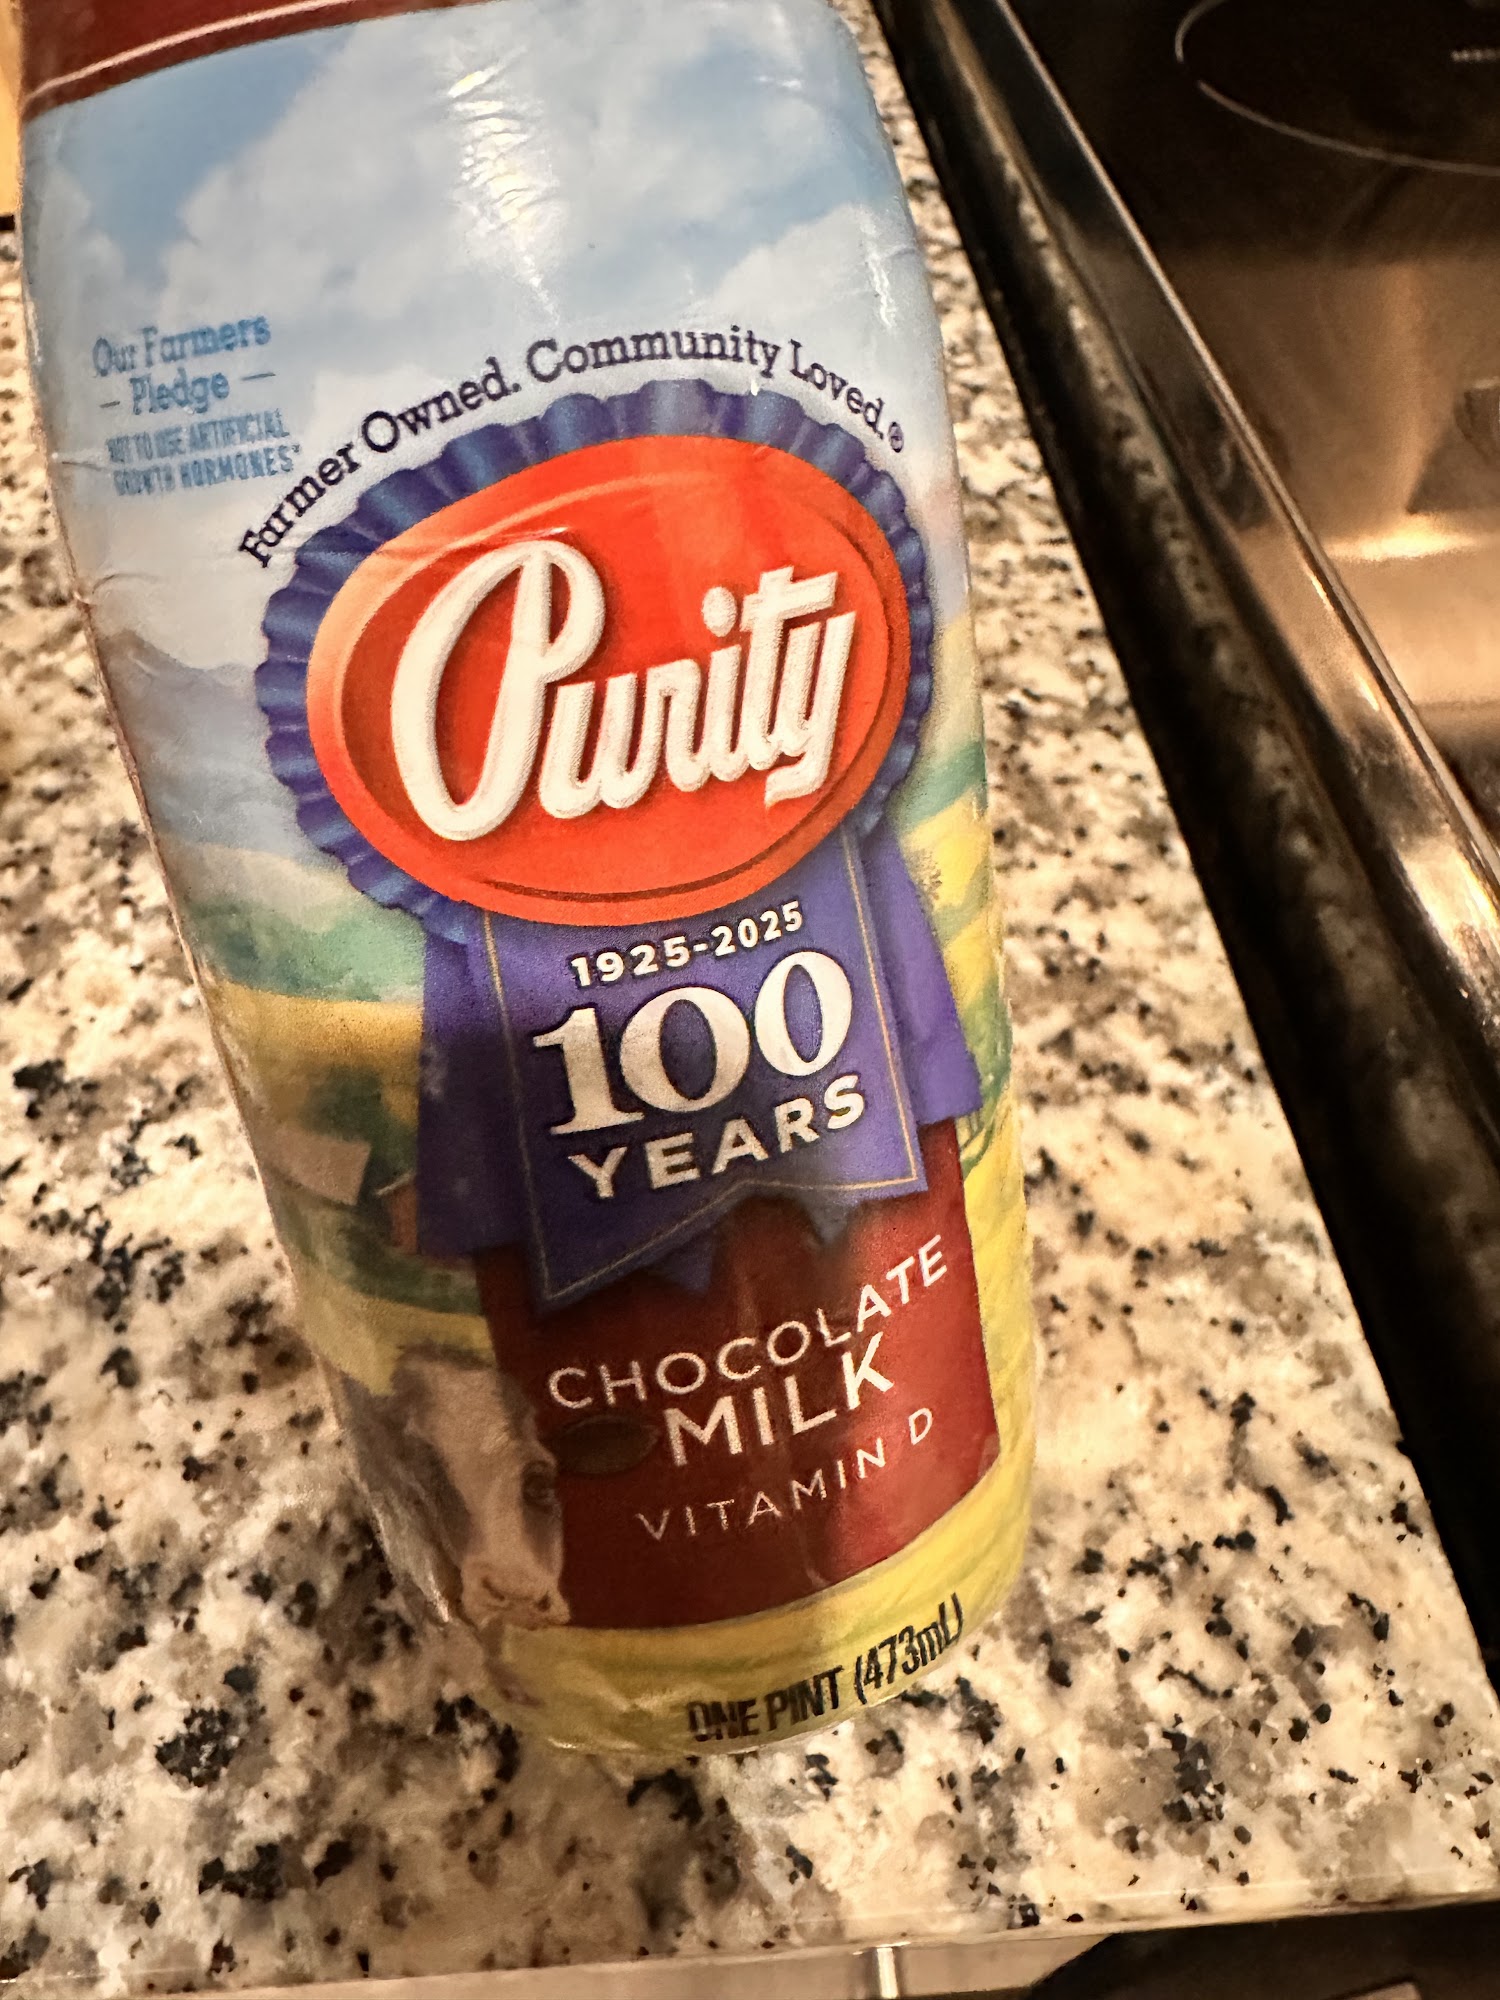 Our Farmers
- Pledge -
NOT TO USE ARTIFICIAL
GROWTH HORMONES*
Farmer Owned. Community Loved.®
Purity
1925-2025
100
YEARS
CHOCOLATE
MILK
VITAMIN D
ONE PINT (473mL)